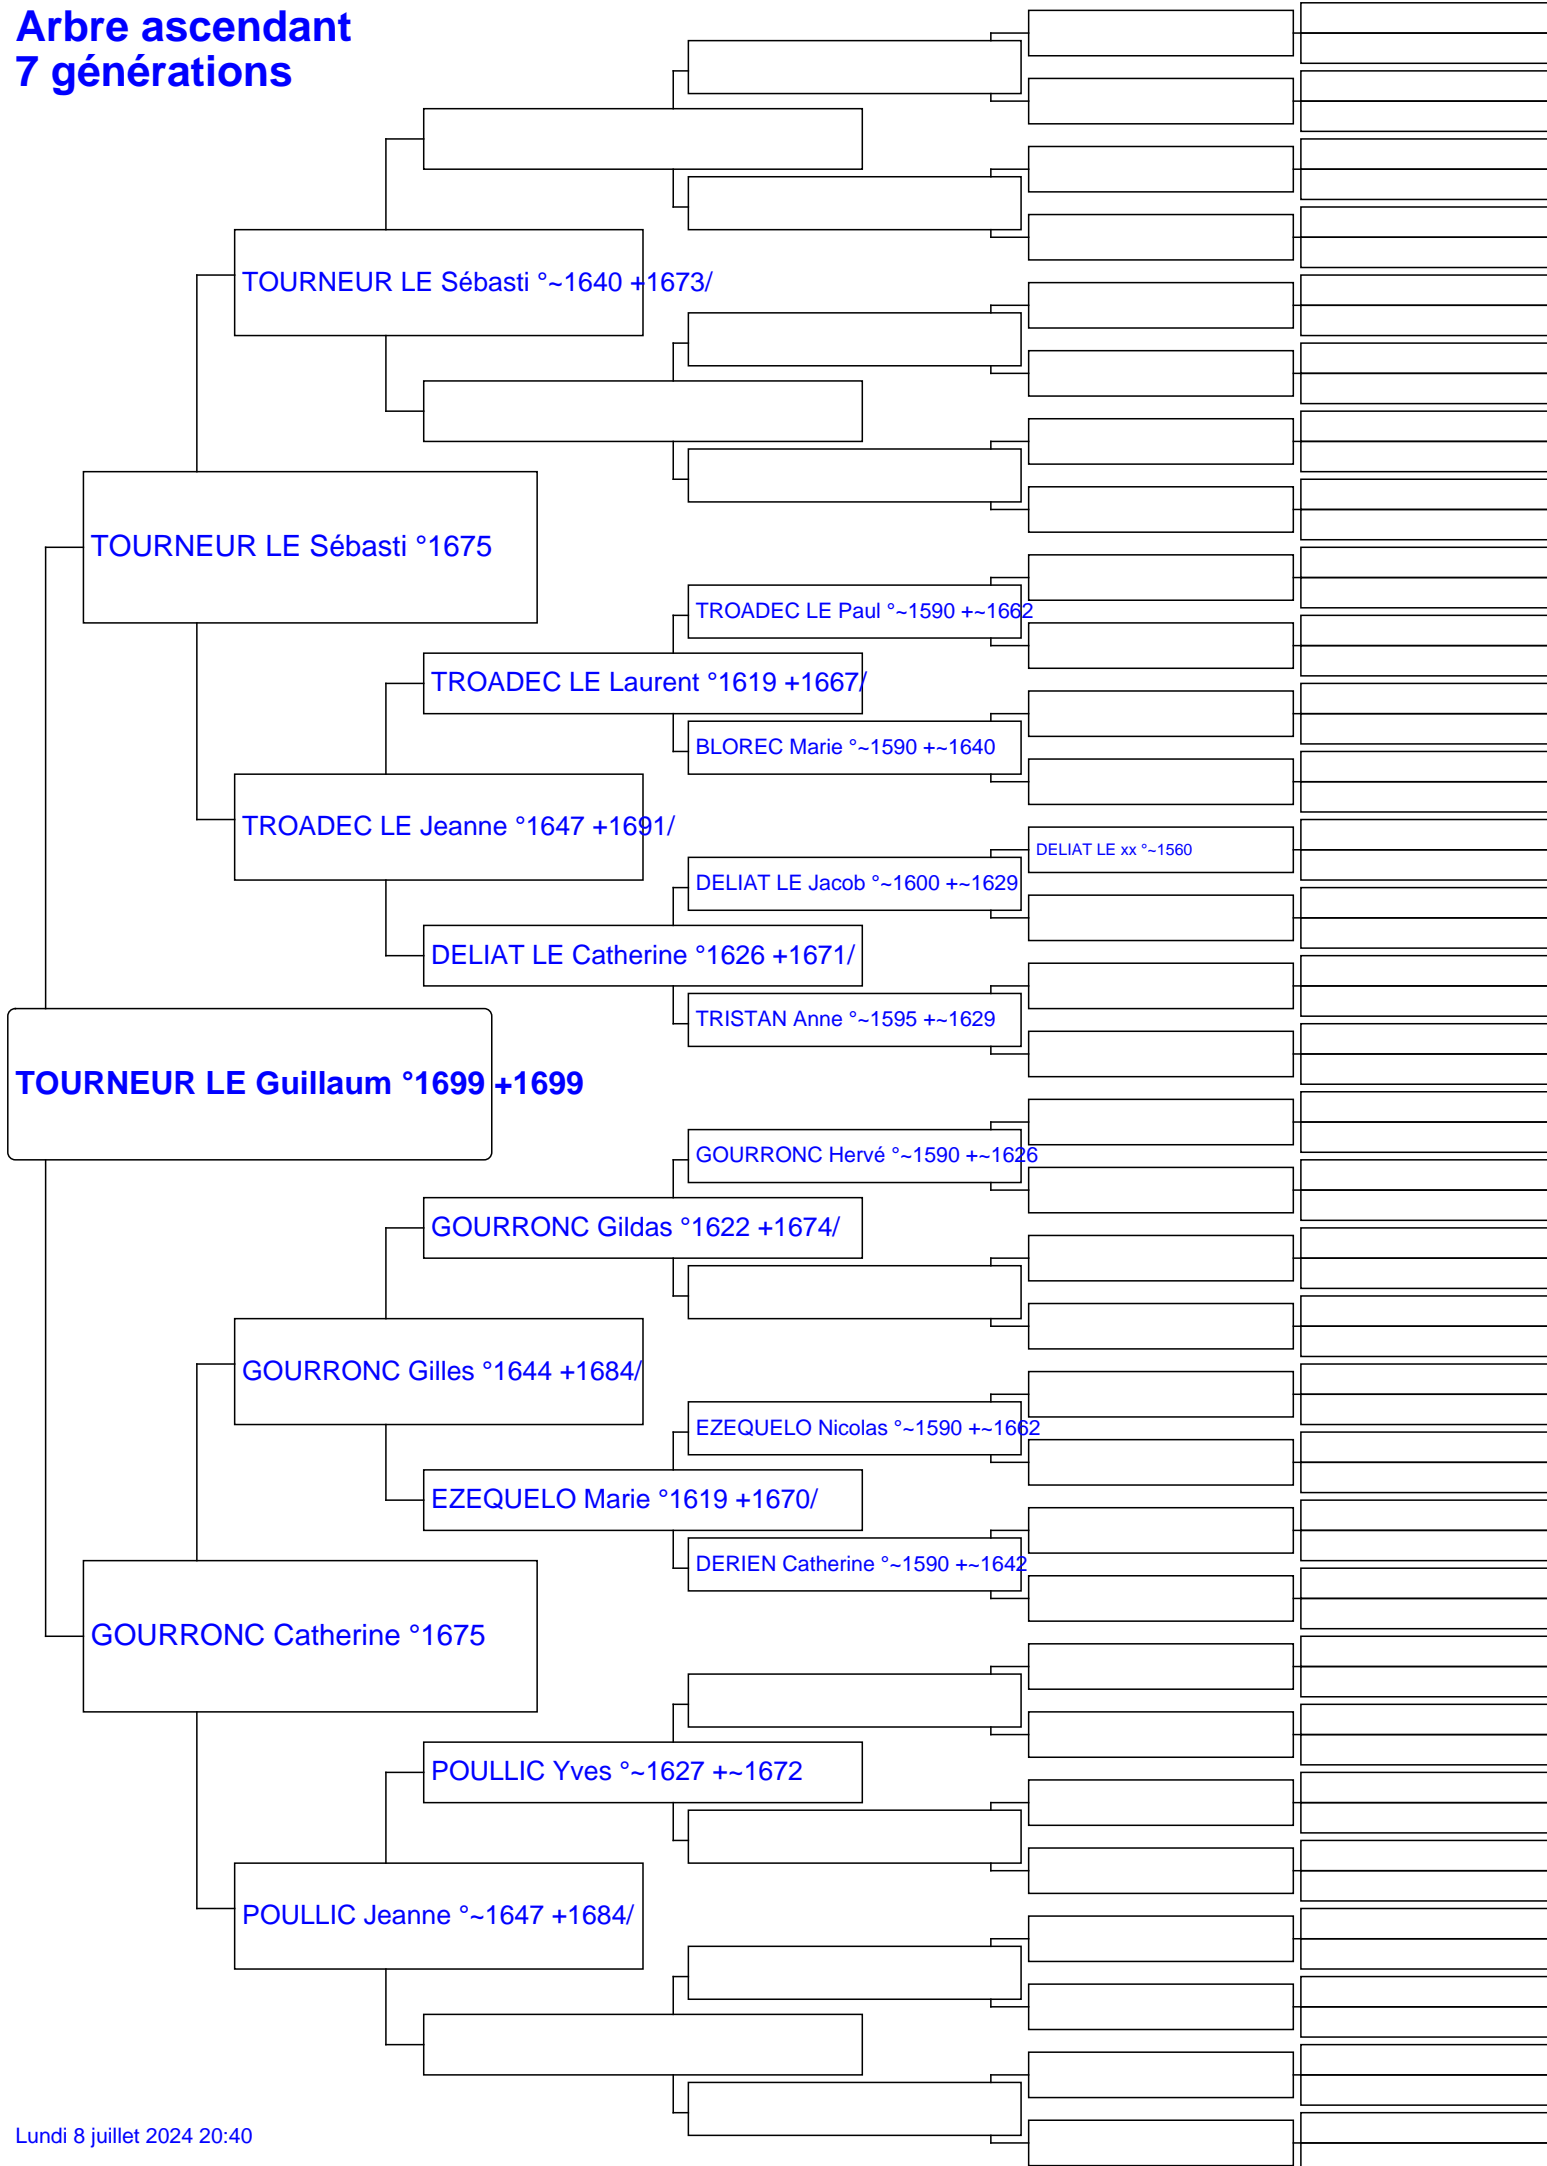 Arbre ascendant
7 générations
TOURNEUR LE Sébasti °~1640 +1673/
TOURNEUR LE Sébasti °1675
TROADEC LE Paul °~1590 +~1662
TROADEC LE Laurent °1619 +1667/
BLOREC Marie °~1590 +~1640
TROADEC LE Jeanne °1647 +1691/
DELIAT LE xx °~1560
DELIAT LE Jacob °~1600 +~1629
DELIAT LE Catherine °1626 +1671/
TRISTAN Anne °~1595 +~1629
TOURNEUR LE Guillaum °1699 +1699
GOURRONC Hervé °~1590 +~1626
GOURRONC Gildas °1622 +1674/
GOURRONC Gilles °1644 +1684/
EZEQUELO Nicolas °~1590 +~1662
EZEQUELO Marie °1619 +1670/
DERIEN Catherine °~1590 +~1642
GOURRONC Catherine °1675
POULLIC Yves °~1627 +~1672
POULLIC Jeanne °~1647 +1684/
Lundi 8 juillet 2024 20:40